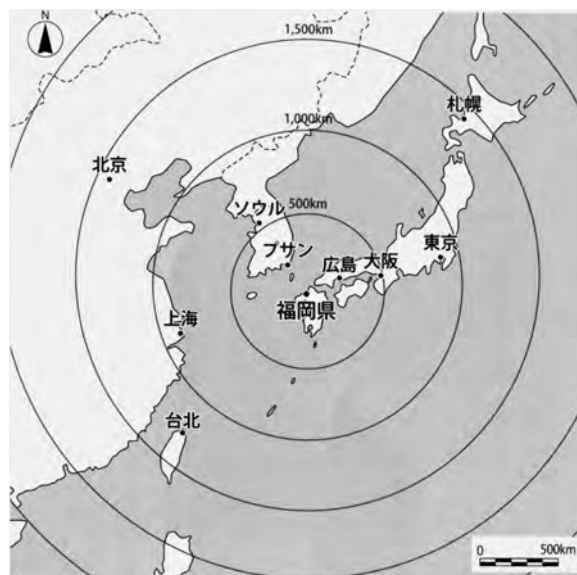 N
1,500km
札幌
1,000km
北京
500km
ソウル
プサン
広島
大阪
東京
福岡県
上海
台北
0
500km